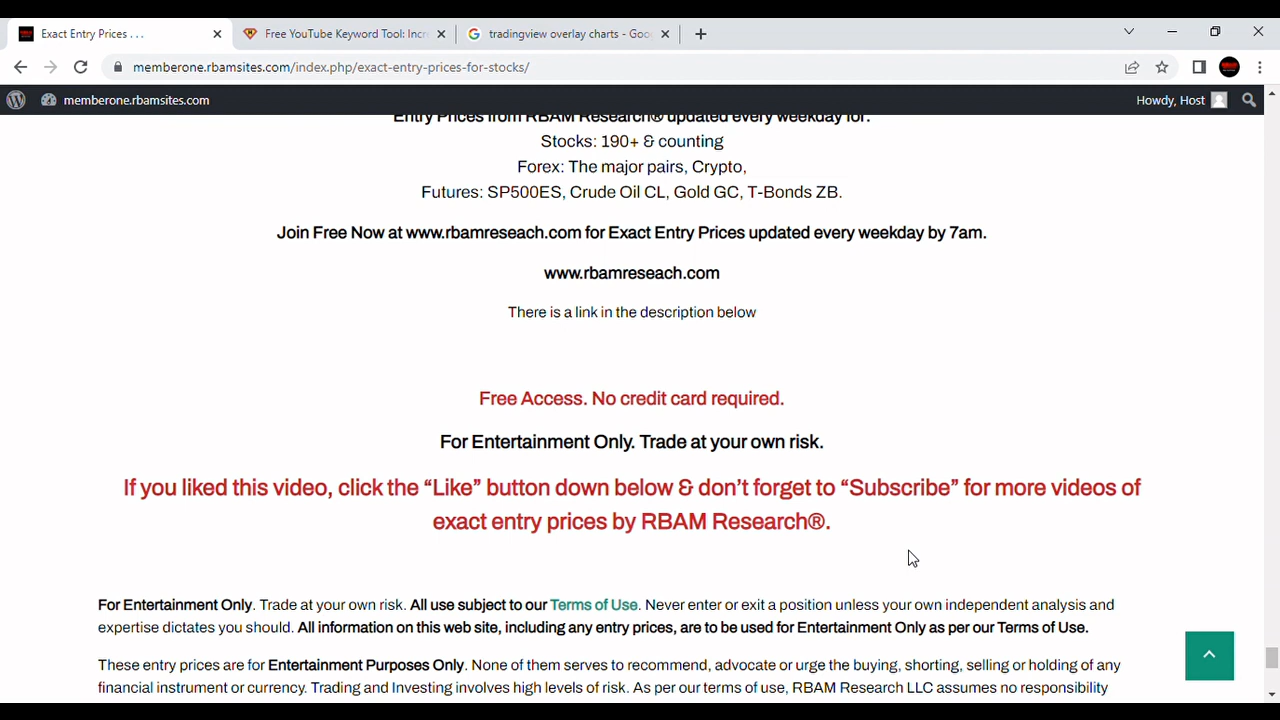 Exact Entry Prices . . .
Free YouTube Keyword Tool: Incre
tradingview overlay charts - Goo
memberone.rbamsites.com/index.php/exact-entry-prices-for-stocks/
memberone.rbamsites.com
Howdy, Host
Entry Prices from RBAM Research® updated every weekday for:
Stocks: 190+ & counting
Forex: The major pairs, Crypto,
Futures: SP500ES, Crude Oil CL, Gold GC, T-Bonds ZB.
Join Free Now at www.rbamreseach.com for Exact Entry Prices updated every weekday by 7am.
www.rbamreseach.com
There is a link in the description below
Free Access. No credit card required.
For Entertainment Only. Trade at your own risk.
If you liked this video, click the “Like” button down below & don’t forget to “Subscribe” for more videos of
exact entry prices by RBAM Research®.
For Entertainment Only. Trade at your own risk. All use subject to our Terms of Use. Never enter or exit a position unless your own independent analysis and
expertise dictates you should. All information on this web site, including any entry prices, are to be used for Entertainment Only as per our Terms of Use.
These entry prices are for Entertainment Purposes Only. None of them serves to recommend, advocate or urge the buying, shorting, selling or holding of any
financial instrument or currency. Trading and Investing involves high levels of risk. As per our terms of use, RBAM Research LLC assumes no responsibility